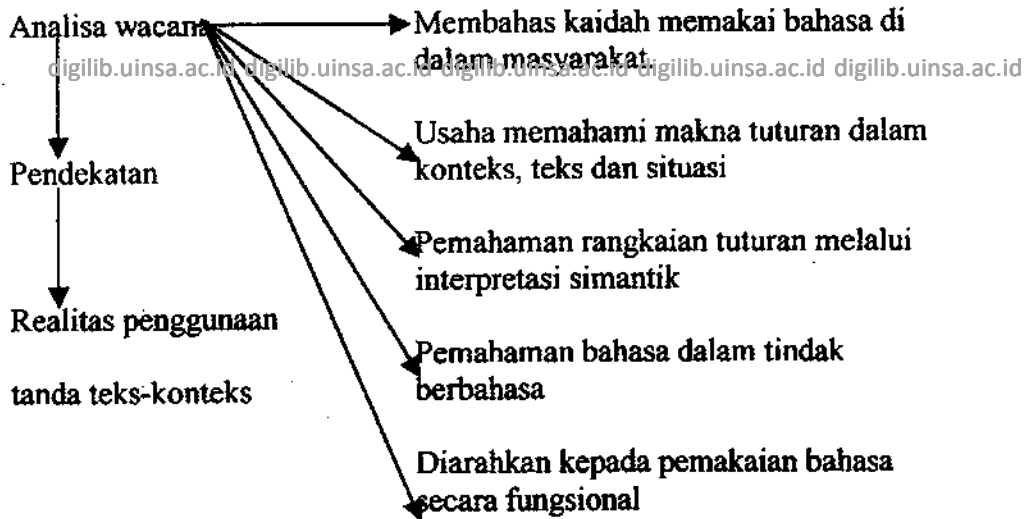 Analisa wacana
Membahas kaidah memakai bahasa di
dalam masyarakat.
digilib.uinsa.ac.id digilib.uinsa.ac.id digilib.uinsa.ac.id digilib.uinsa.ac.id digilib.uinsa.ac.id
Usaha memahami makna tuturan dalam
konteks, teks dan situasi
Pendekatan
Pemahaman rangkaian tuturan melalui
interpretasi simantik
Realitas penggunaan
tanda teks-konteks
Pemahaman bahasa dalam tindak
berbahasa
Diarahkan kepada pemakaian bahasa
secara fungsional